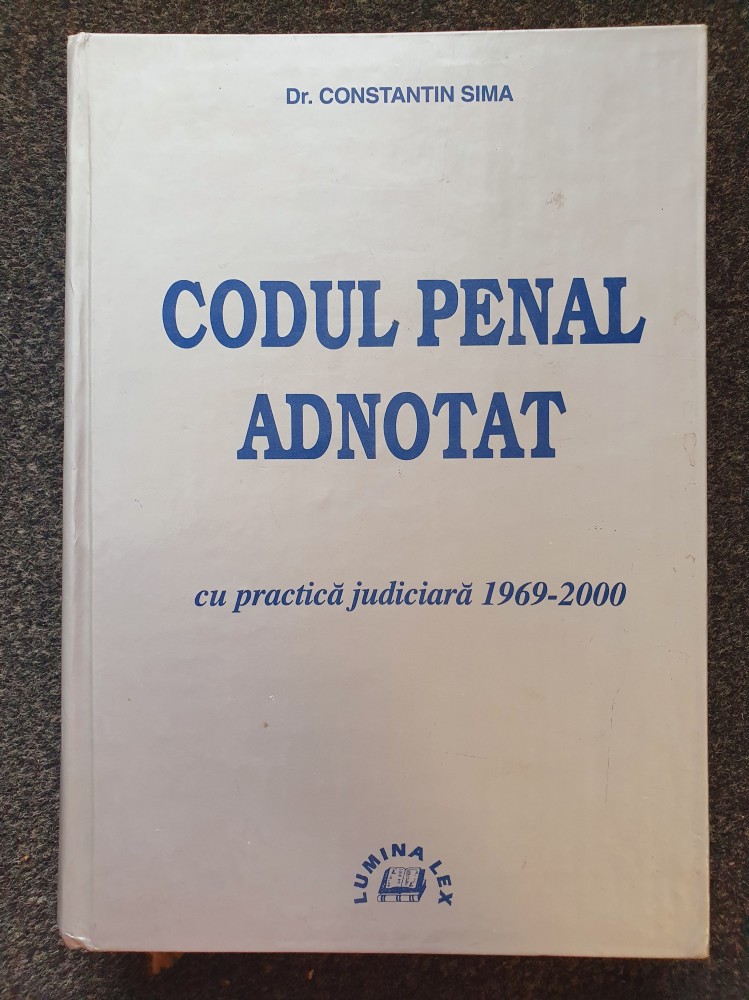 Dr. CONSTANTIN SIMA
CODUL PENAL
ADNOTAT
cu practică judiciară 1969-2000
LUMINA LEX